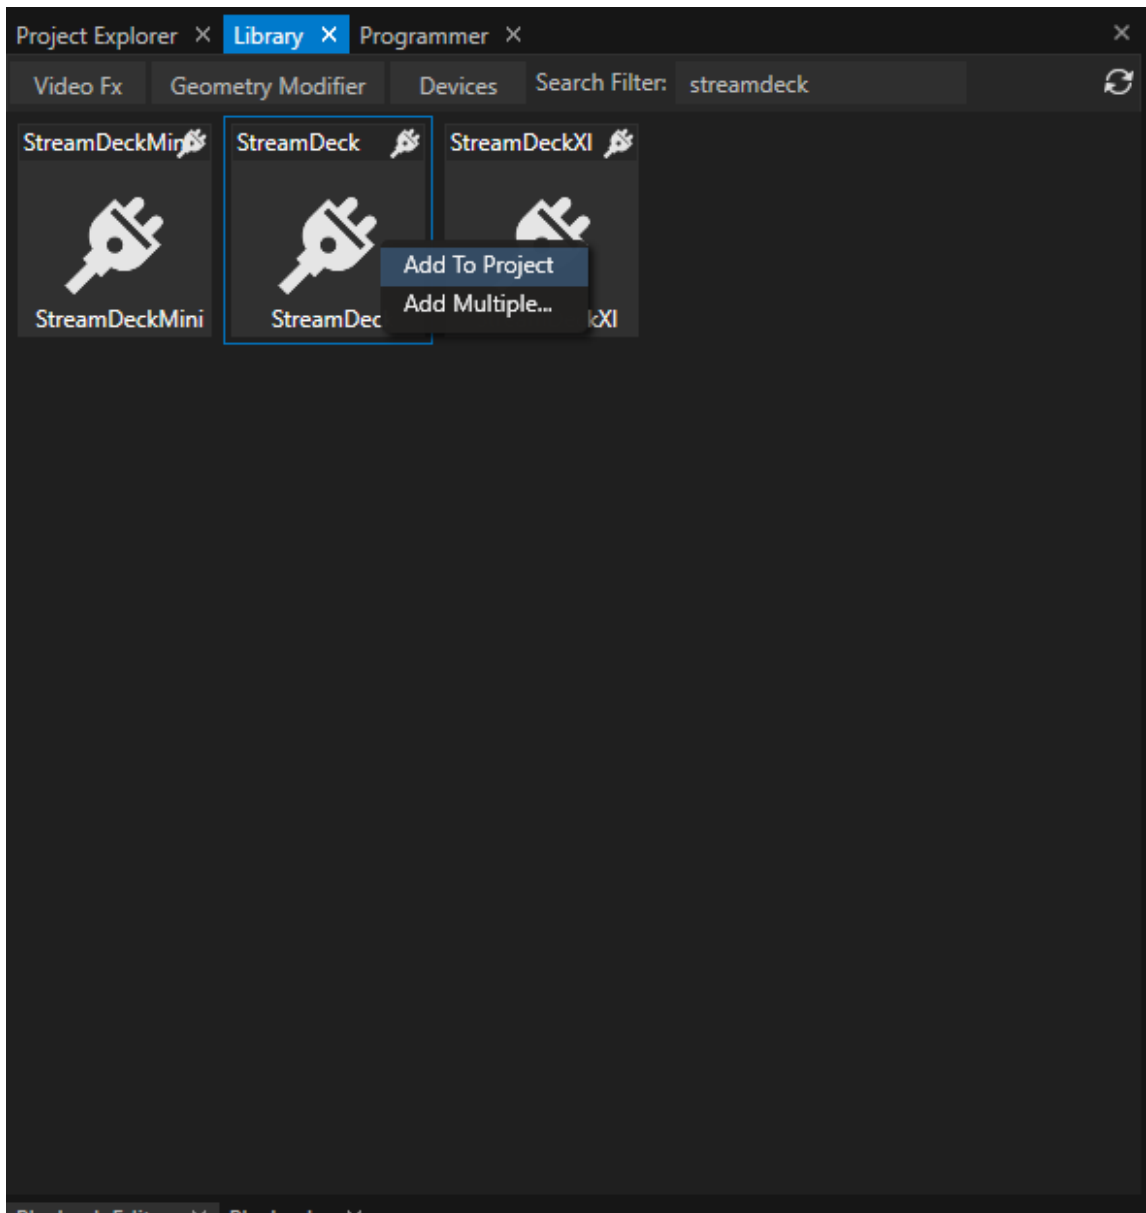 Project Explorer Library Programmer
Video Fx Geometry Modifier Devices Search Filter: streamdeck
StreamDeckMini StreamDeck StreamDeckXl
Add To Project
Add Multiple...
StreamDeckMini StreamDec kXl